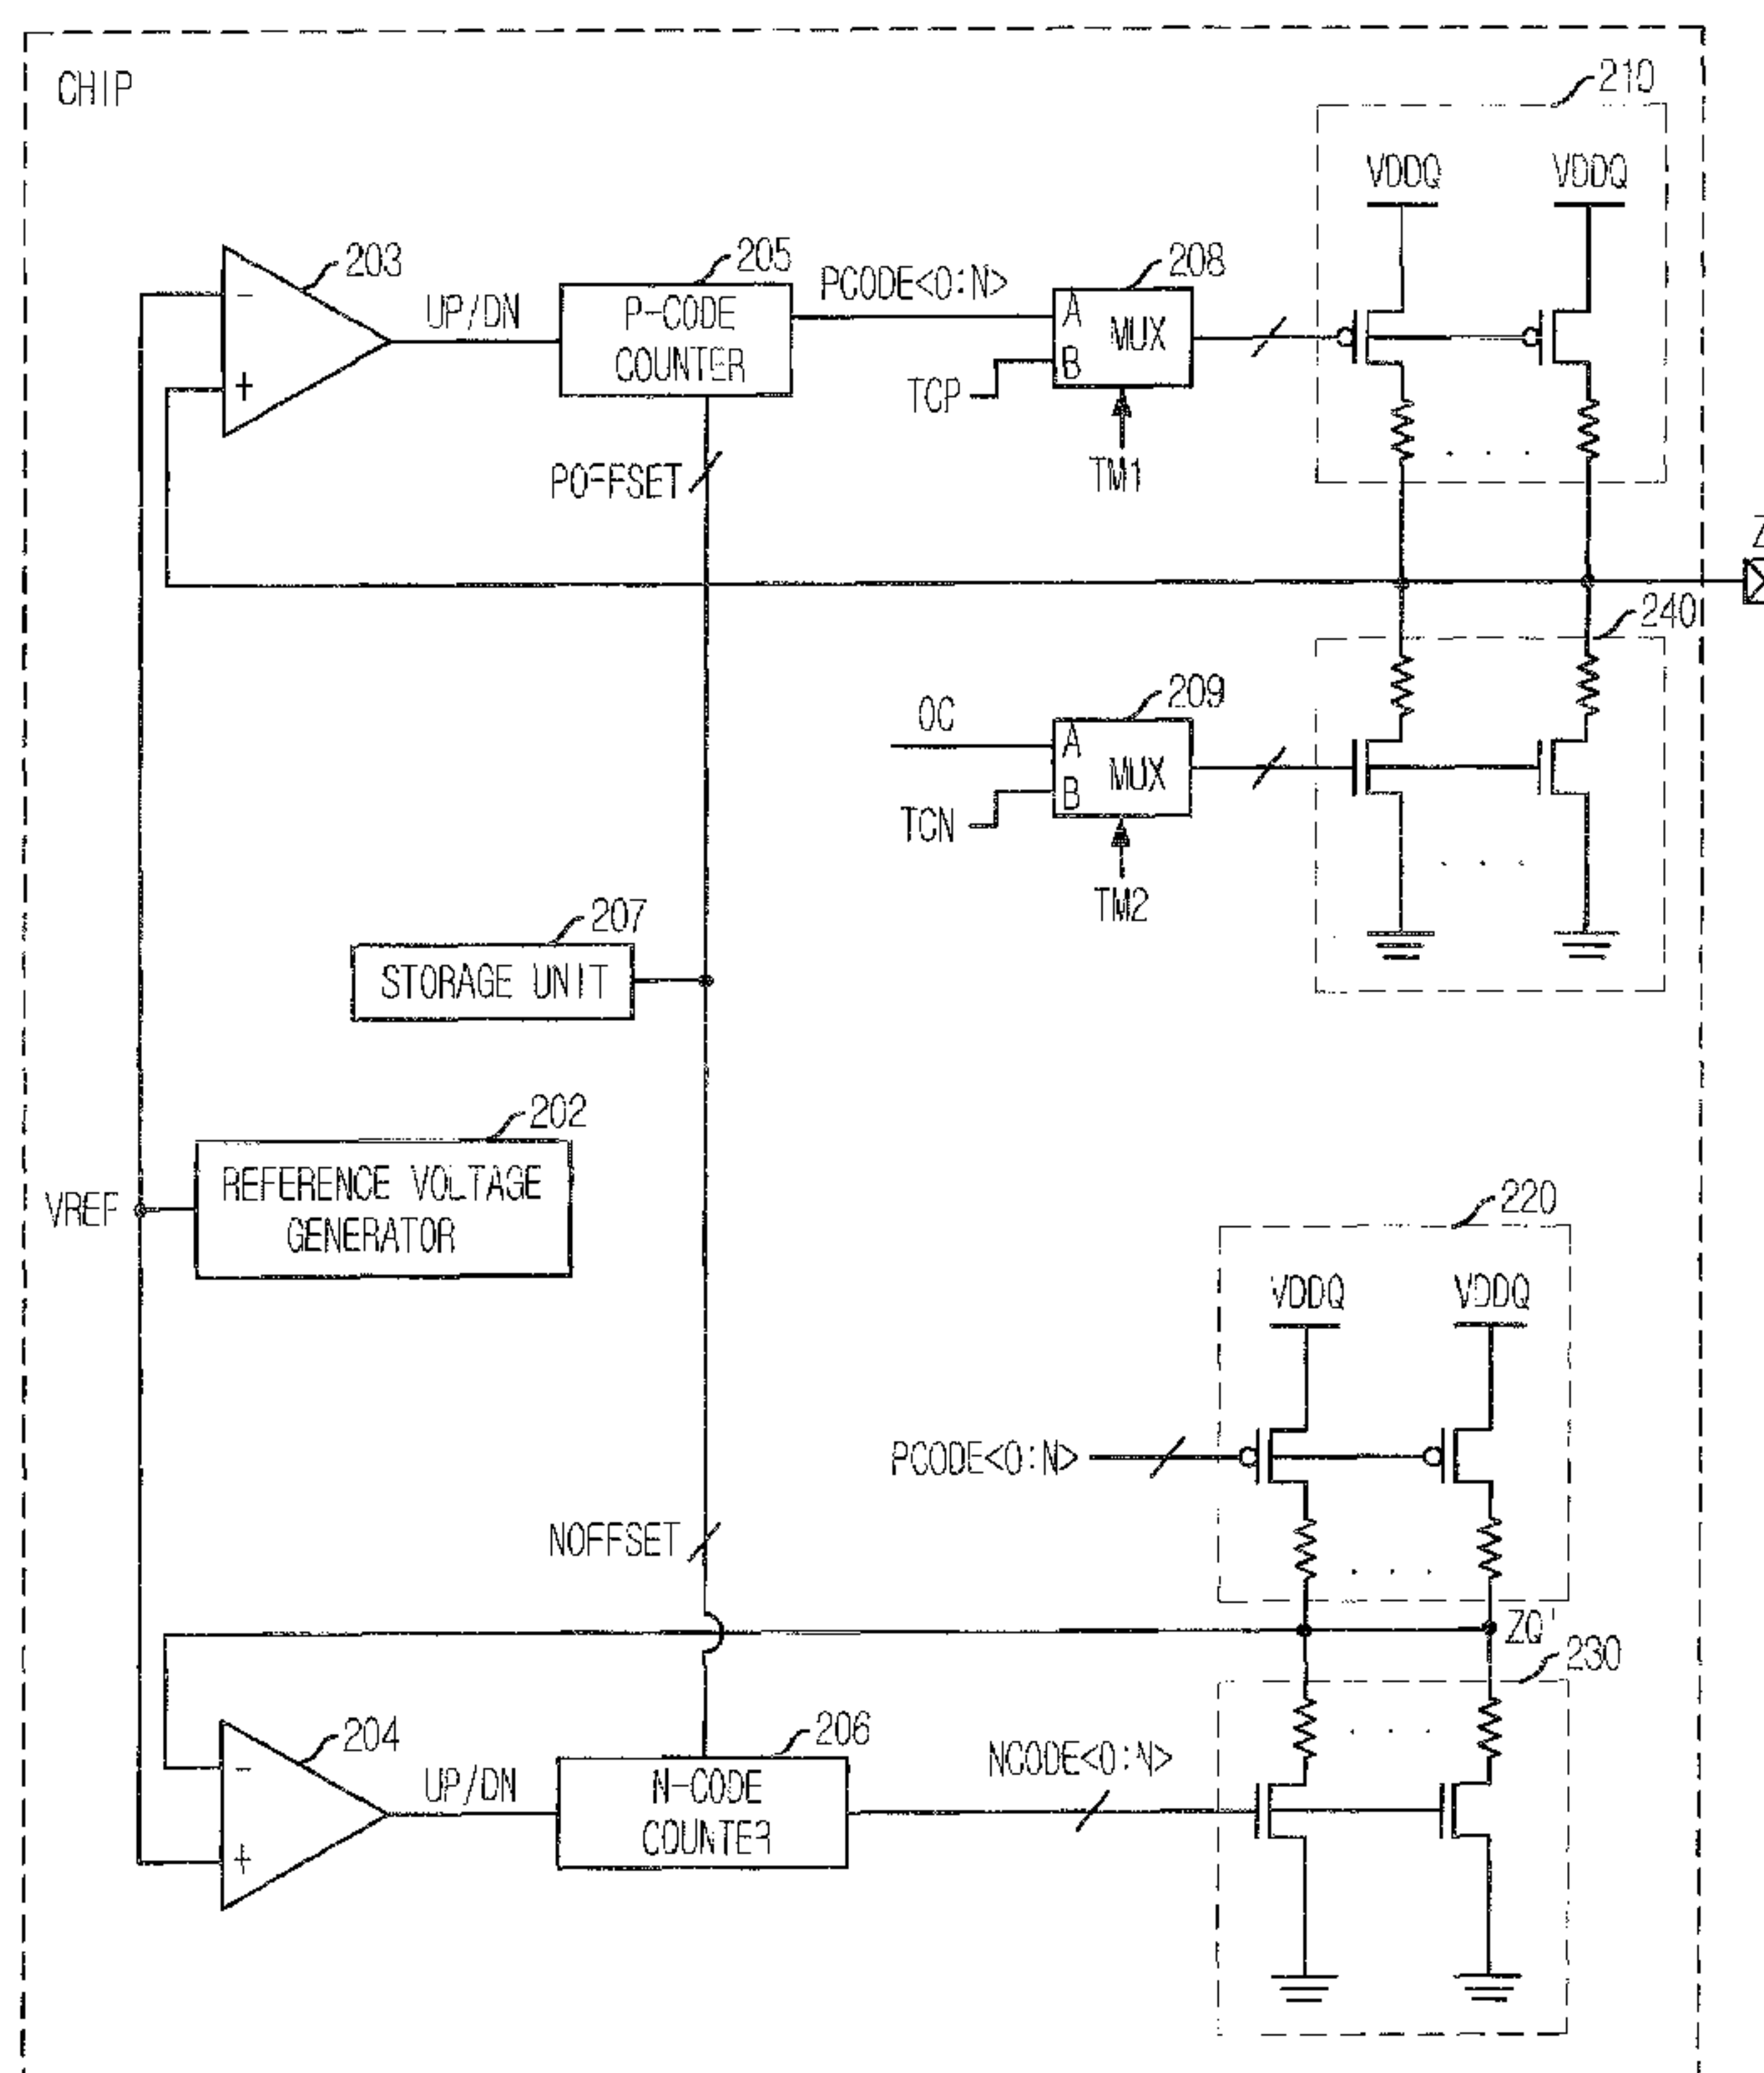 CHIP
210
VDDQ
VDDQ
203
205
208
PCODE<0:N>
UP/DN
P-CODE
COUNTER
A
B
MUX
-
+
TCP
TM1
POFFSET
240
209
OC
A
B
MUX
TCN
TM2
207
STORAGE UNIT
202
REFERENCE VOLTAGE
GENERATOR
VREF
220
VDDQ
VDDQ
PCODE<0:N>
NOFFSET
ZQ'
230
204
206
NCODE<0:N>
UP/DN
N-CODE
COUNTER
-
+